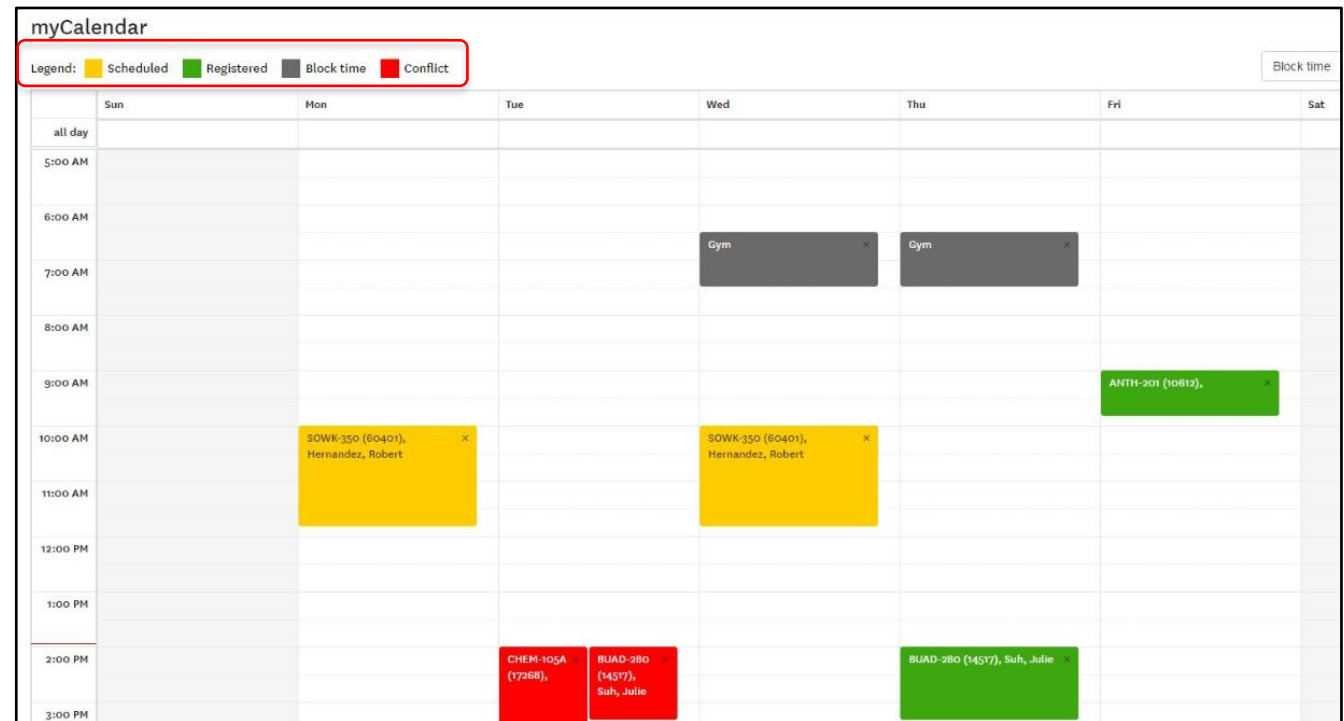 myCalendar
Legend: Scheduled Registered Block time Conflict
Block time
Sun Mon Tue Wed Thu Fri Sat
all day
5:00 AM
6:00 AM
Gym ×
Gym ×
7:00 AM
8:00 AM
9:00 AM
ANTH-201 (10612), ×
10:00 AM
SOWK-350 (60401), ×
Hernandez, Robert
SOWK-350 (60401), ×
Hernandez, Robert
11:00 AM
12:00 PM
1:00 PM
2:00 PM
CHEM-105A ×
(17268),
BUAD-280 ×
(14517),
Suh, Julie
BUAD-280 (14517), Suh, Julie ×
3:00 PM